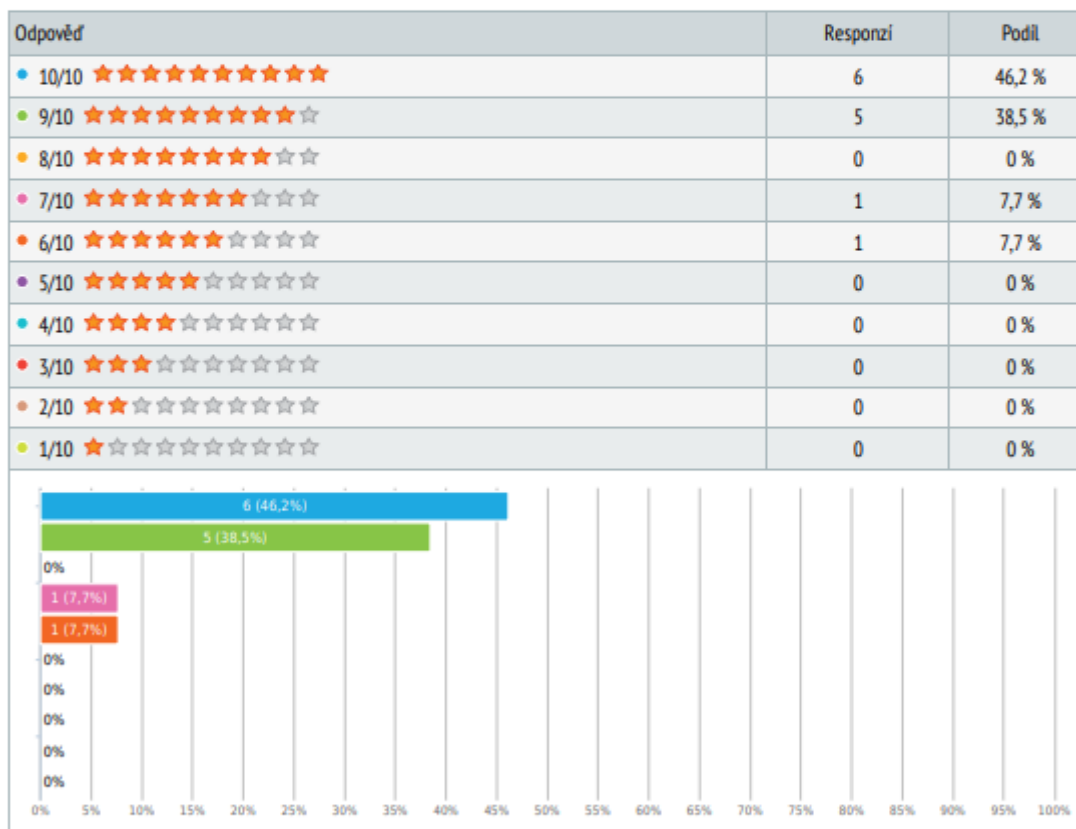 Odpověď Responzí Podíl
10/10 6 46,2 %
9/10 5 38,5 %
8/10 0 0 %
7/10 1 7,7 %
6/10 1 7,7 %
5/10 0 0 %
4/10 0 0 %
3/10 0 0 %
2/10 0 0 %
1/10 0 0 %
6 (46,2%)
5 (38,5%)
0%
1 (7,7%)
1 (7,7%)
0%
0%
0%
0%
0%
0% 5% 10% 15% 20% 25% 30% 35% 40% 45% 50% 55% 60% 65% 70% 75% 80% 85% 90% 95% 100%